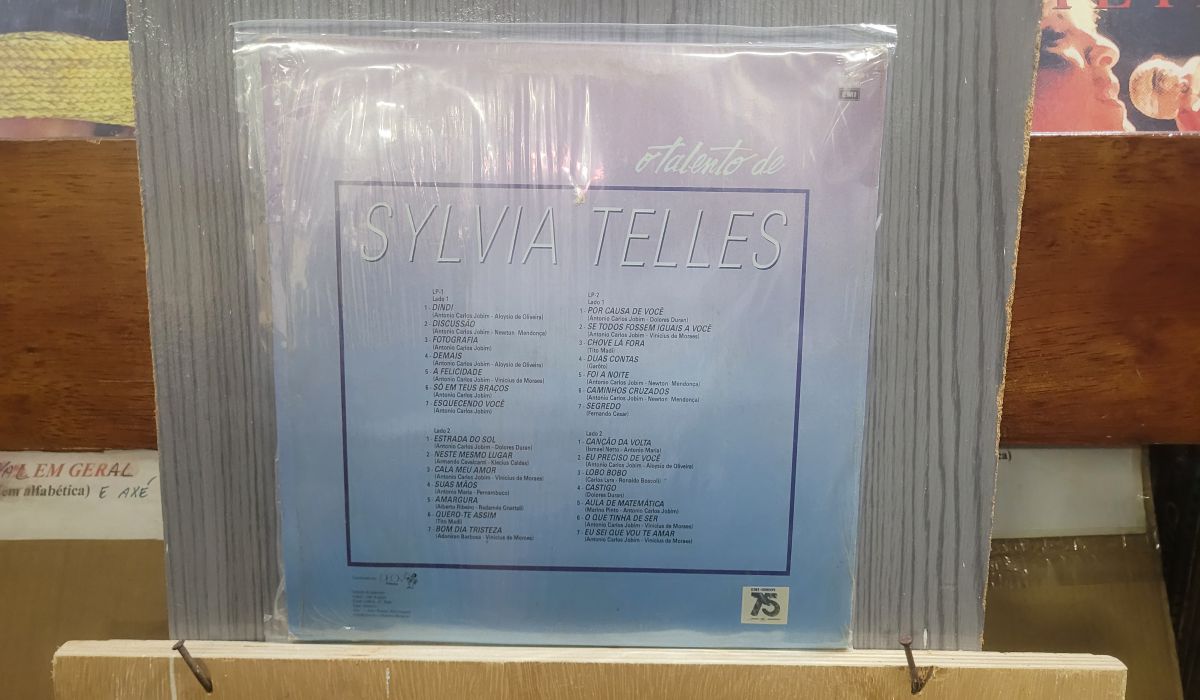 EMI
o talento de
SYLVIA TELLES
LP-1
Lado 1
1 - DINDI
(Antonio Carlos Jobim - Aloysio de Oliveira)
2 - DISCUSSÃO
(Antonio Carlos Jobim - Newton Mendonça)
3 - FOTOGRAFIA
(Antonio Carlos Jobim)
4 - DEMAIS
(Antonio Carlos Jobim - Aloysio de Oliveira)
5 - A FELICIDADE
(Antonio Carlos Jobim - Vinicius de Moraes)
6 - SÓ EM TEUS BRAÇOS
(Antonio Carlos Jobim)
7 - ESQUECENDO VOCÊ
(Antonio Carlos Jobim)
Lado 2
1 - ESTRADA DO SOL
(Antonio Carlos Jobim - Dolores Duran)
2 - NESTE MESMO LUGAR
(Armando Cavalcanti - Klecius Caldas)
3 - CALA MEU AMOR
(Antonio Carlos Jobim - Vinicius de Moraes)
4 - SUAS MÃOS
(Antonio Maria - Pernambuco)
5 - AMARGURA
(Alberto Ribeiro - Radamés Gnattali)
6 - QUERO-TE ASSIM
(Tito Madi)
7 - BOM DIA TRISTEZA
(Adoniran Barbosa - Vinicius de Moraes)
LP-2
Lado 1
1 - POR CAUSA DE VOCÊ
(Antonio Carlos Jobim - Dolores Duran)
2 - SE TODOS FOSSEM IGUAIS A VOCÊ
(Antonio Carlos Jobim - Vinicius de Moraes)
3 - CHOVE LÁ FORA
(Tito Madi)
4 - DUAS CONTAS
(Garôto)
5 - FOI A NOITE
(Antonio Carlos Jobim - Newton Mendonça)
6 - CAMINHOS CRUZADOS
(Antonio Carlos Jobim - Newton Mendonça)
7 - SEGREDO
(Fernando Cesar)
Lado 2
1 - CANÇÃO DA VOLTA
(Ismael Netto - Antonio Maria)
2 - EU PRECISO DE VOCÊ
(Antonio Carlos Jobim - Aloysio de Oliveira)
3 - LOBO BOBO
(Carlos Lyra - Ronaldo Boscoli)
4 - CASTIGO
(Dolores Duran)
5 - AULA DE MATEMÁTICA
(Marino Pinto - Antonio Carlos Jobim)
6 - O QUE TINHA DE SER
(Antonio Carlos Jobim - Vinicius de Moraes)
7 - EU SEI QUE VOU TE AMAR
(Antonio Carlos Jobim - Vinicius de Moraes)
75
EM GERAL
em alfabética) E AXÉ